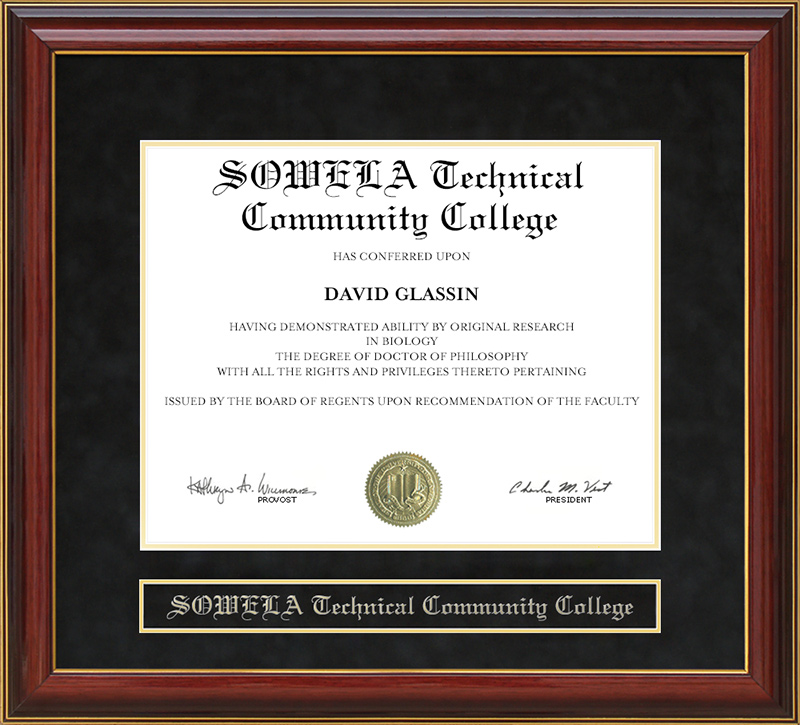 SOWELA Technical
Community College
HAS CONFERRED UPON
DAVID GLASSIN
HAVING DEMONSTRATED ABILITY BY ORIGINAL RESEARCH
IN BIOLOGY
THE DEGREE OF DOCTOR OF PHILOSOPHY
WITH ALL THE RIGHTS AND PRIVILEGES THERETO PERTAINING
ISSUED BY THE BOARD OF REGENTS UPON RECOMMENDATION OF THE FACULTY
Charles M. Vest
PROVOST
PRESIDENT
SOWELA Technical Community College